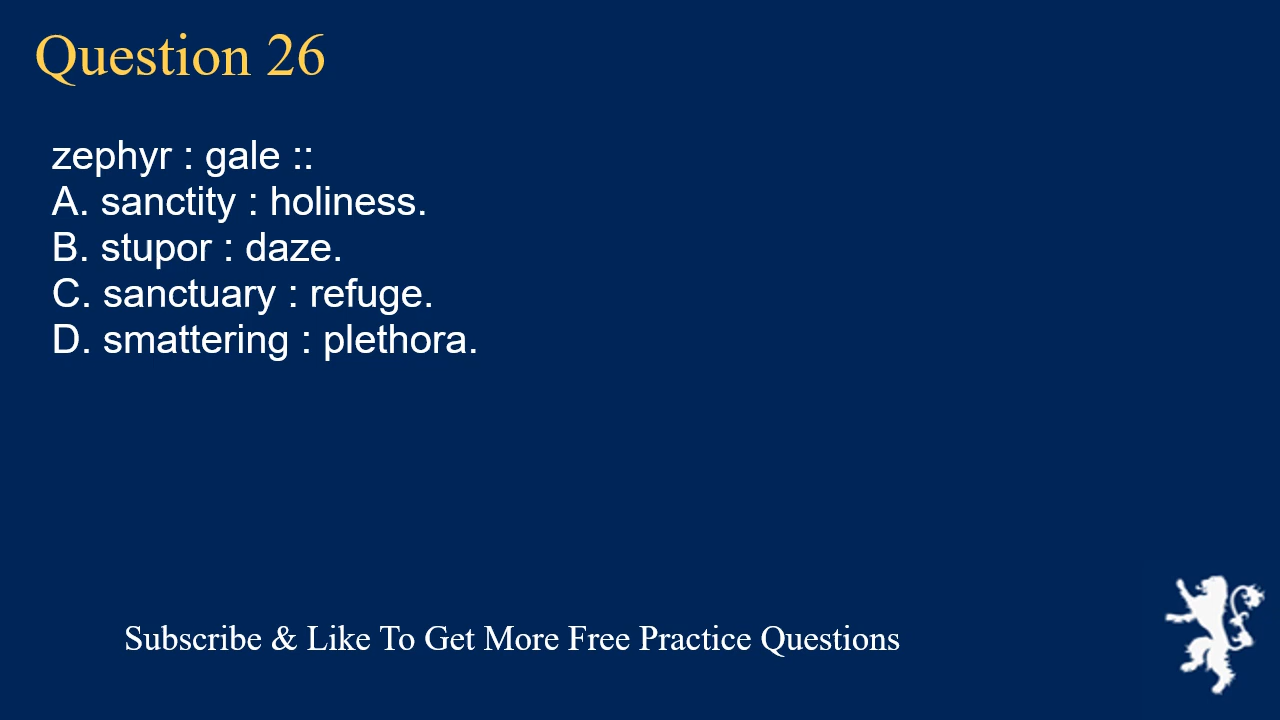 Question 26
zephyr : gale ::
A. sanctity : holiness.
B. stupor : daze.
C. sanctuary : refuge.
D. smattering : plethora.
Subscribe & Like To Get More Free Practice Questions